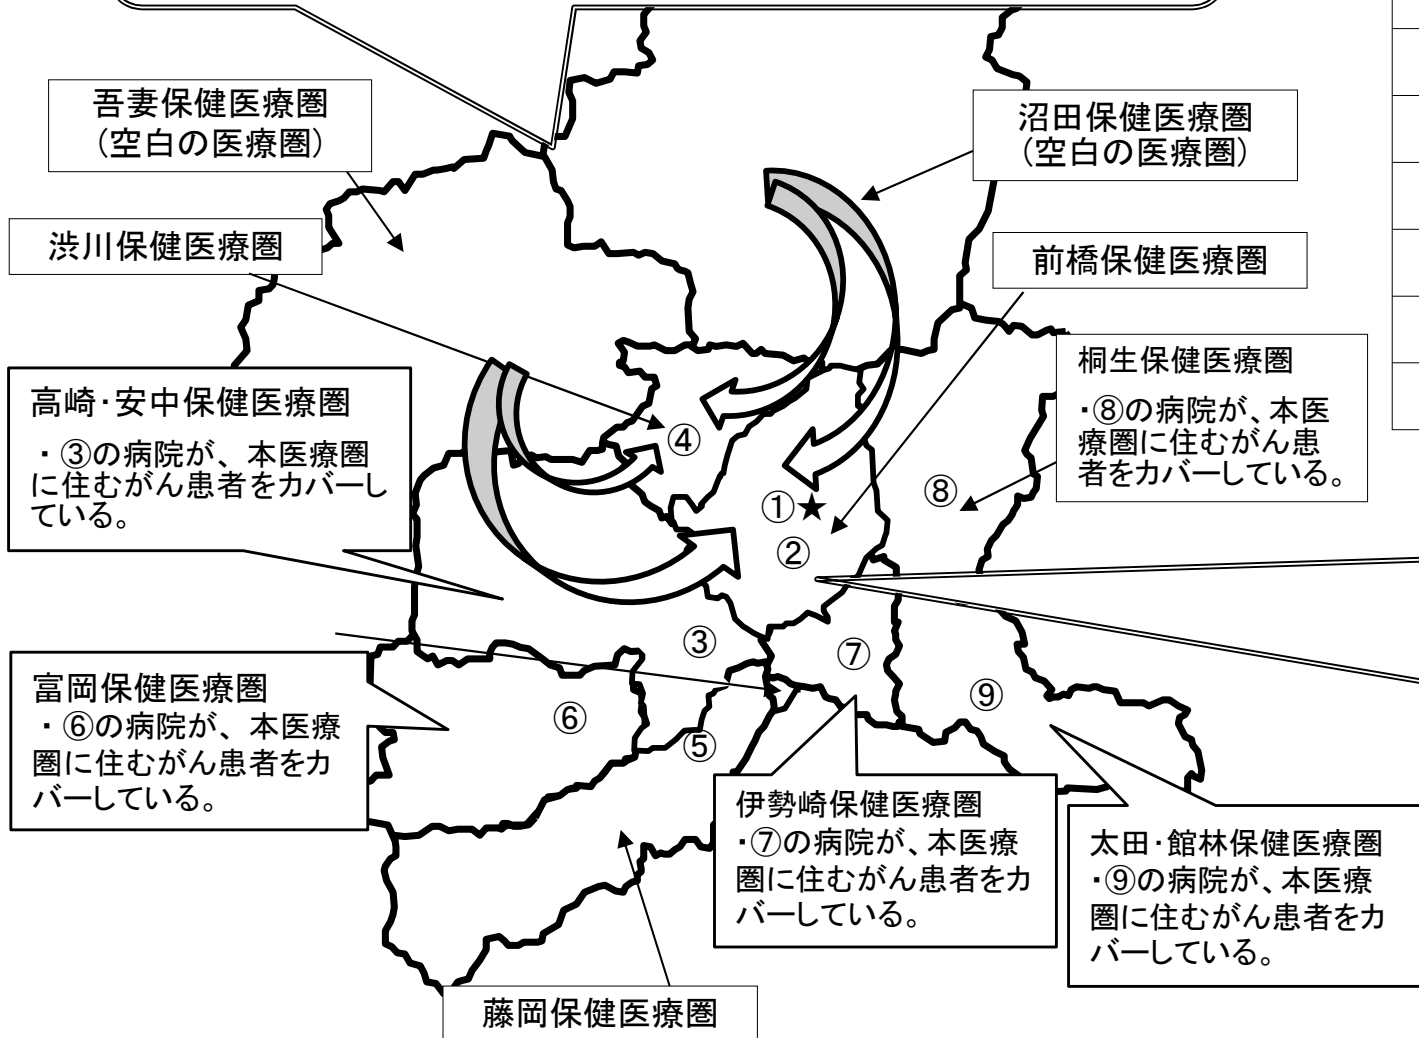 吾妻保健医療圏
(空白の医療圏)
沼田保健医療圏
(空白の医療圏)
渋川保健医療圏
前橋保健医療圏
高崎・安中保健医療圏
・③の病院が、本医療圏
に住むがん患者をカバーし
ている。
桐生保健医療圏
・⑧の病院が、本医
療圏に住むがん患
者をカバーしている。
④
①★
②
⑧
③
⑦
⑨
⑥
⑤
富岡保健医療圏
・⑥の病院が、本医療
圏に住むがん患者をカ
バーしている。
伊勢崎保健医療圏
・⑦の病院が、本医療
圏に住むがん患者をカ
バーしている。
太田・館林保健医療圏
・⑨の病院が、本医療
圏に住むがん患者をカ
バーしている。
藤岡保健医療圏